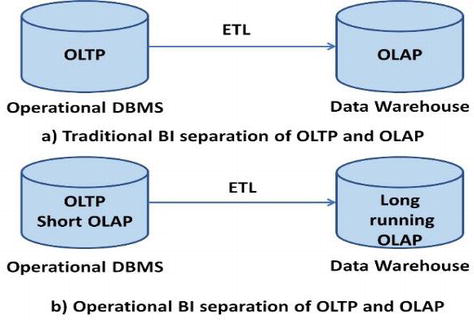 ETL
OLTP
OLAP
Operational DBMS
Data Warehouse
a) Traditional BI separation of OLTP and OLAP
OLTP
Short OLAP
ETL
Long
running
OLAP
Operational DBMS
Data Warehouse
b) Operational BI separation of OLTP and OLAP